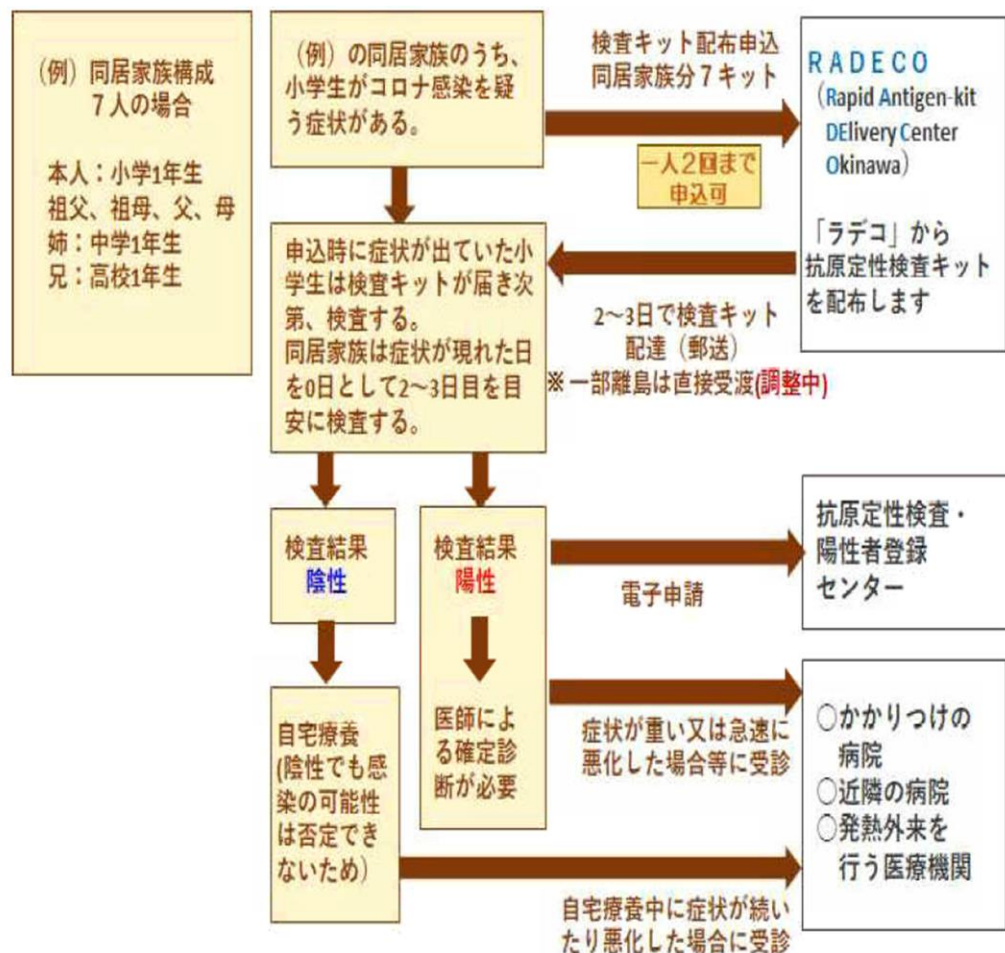 （例）同居家族構成
７人の場合
本人：小学1年生
祖父、祖母、父、母
姉：中学1年生
兄：高校1年生
（例）の同居家族のうち、
小学生がコロナ感染を疑
う症状がある。
検査キット配布申込
同居家族分７キット
一人２回まで
申込可
ＲＡＤＥＣＯ
（Rapid Antigen-kit
DElivery Center
Okinawa）
「ラデコ」から
抗原定性検査キット
を配布します
申込時に症状が出ていた小
学生は検査キットが届き次
第、検査する。
同居家族は症状が現れた日
を0日として2～3日目を目
安に検査する。
2～3日で検査キット
配達（郵送）
※ 一部離島は直接受渡(調整中)
検査結果
陰性
検査結果
陽性
電子申請
抗原定性検査・
陽性者登録
センター
自宅療養
(陰性でも感
染の可能性
は否定でき
ないため）
医師によ
る確定診
断が必要
症状が重い又は急速に
悪化した場合等に受診
○かかりつけの
病院
○近隣の病院
○発熱外来を
行う医療機関
自宅療養中に症状が続い
たり悪化した場合に受診